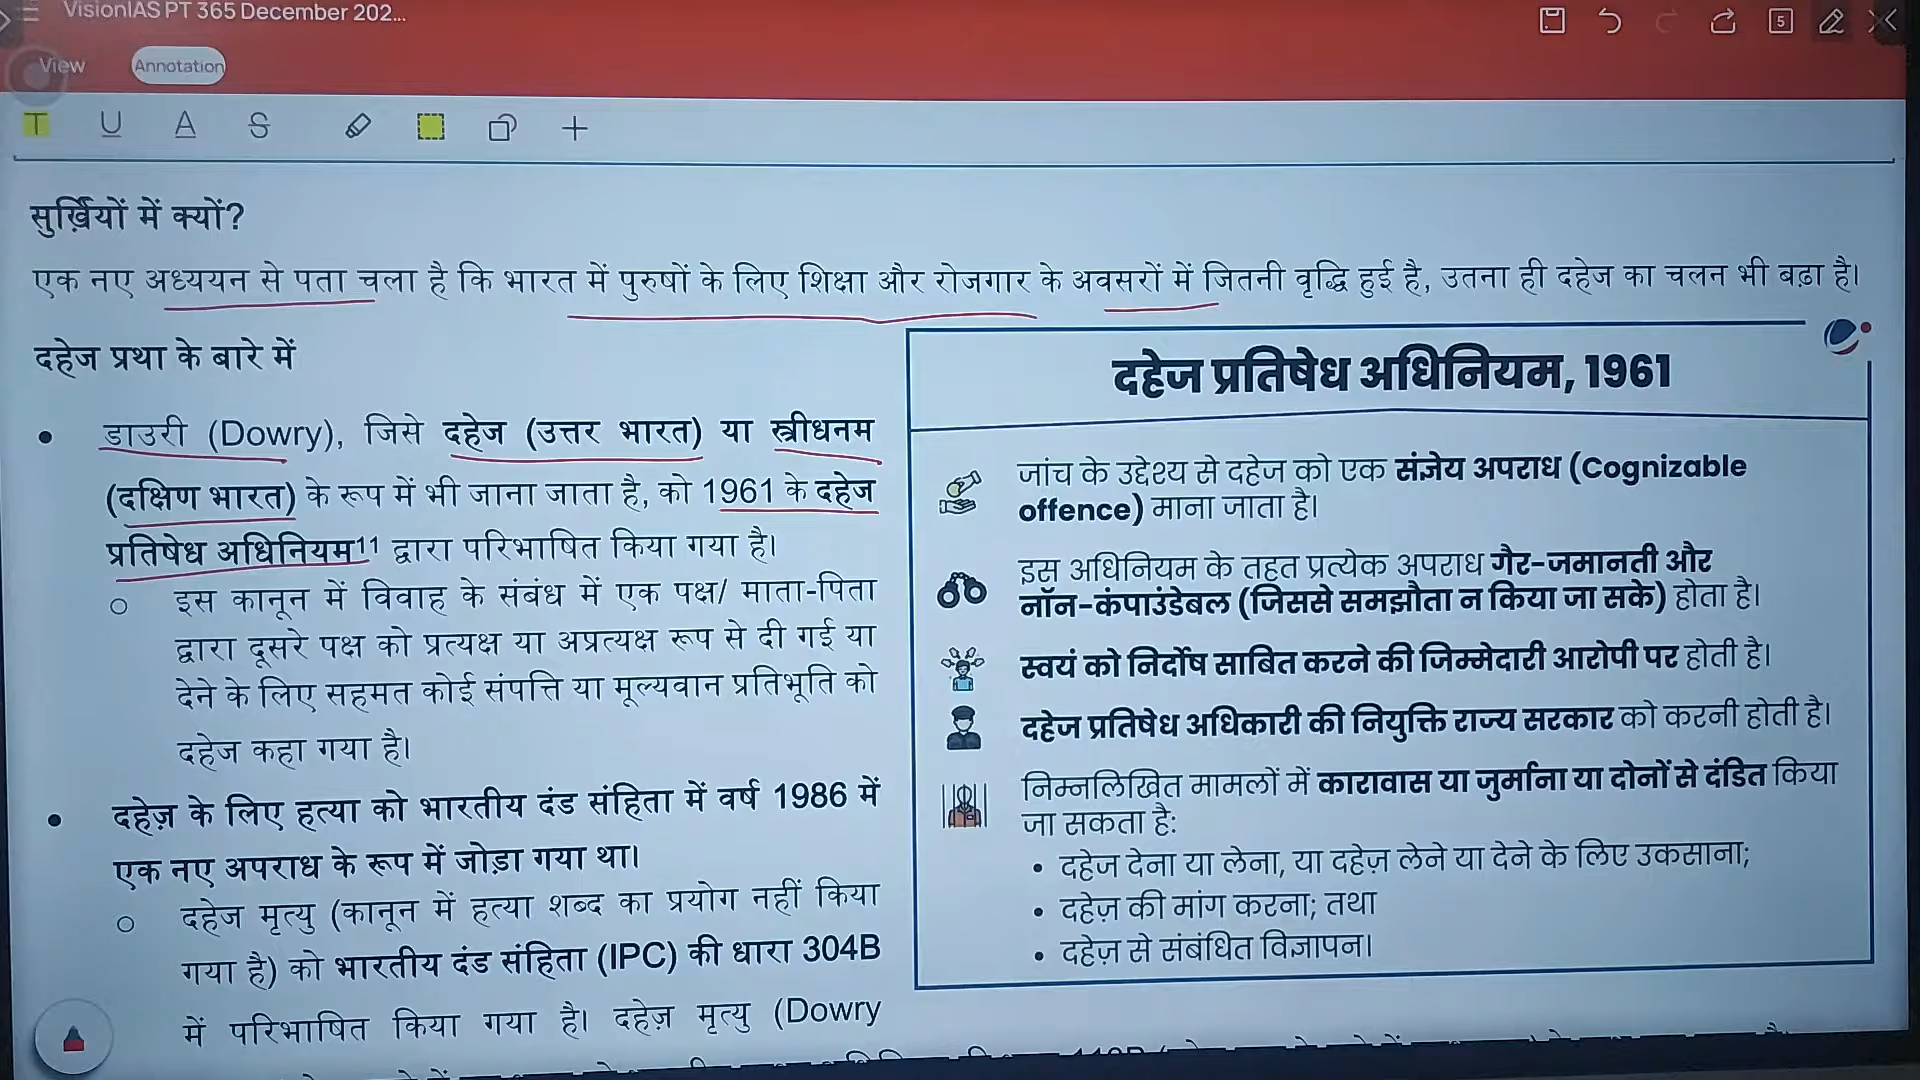 VisionIAS PT 365 December 202...
5
View
Annotation
T U A S
सुर्ख़ियों में क्यों?
एक नए अध्ययन से पता चला है कि भारत में पुरुषों के लिए शिक्षा और रोजगार के अवसरों में जितनी वृद्धि हुई है, उतना ही दहेज का चलन भी बढ़ा है।
दहेज प्रथा के बारे में
• डाउरी (Dowry), जिसे दहेज (उत्तर भारत) या स्त्रीधनम
(दक्षिण भारत) के रूप में भी जाना जाता है, को 1961 के दहेज
प्रतिषेध अधिनियम11 द्वारा परिभाषित किया गया है।
○ इस कानून में विवाह के संबंध में एक पक्ष/ माता-पिता
द्वारा दूसरे पक्ष को प्रत्यक्ष या अप्रत्यक्ष रूप से दी गई या
देने के लिए सहमत कोई संपत्ति या मूल्यवान प्रतिभूति को
दहेज कहा गया है।
• दहेज़ के लिए हत्या को भारतीय दंड संहिता में वर्ष 1986 में
एक नए अपराध के रूप में जोड़ा गया था।
○ दहेज मृत्यु (कानून में हत्या शब्द का प्रयोग नहीं किया
गया है) को भारतीय दंड संहिता (IPC) की धारा 304B
में परिभाषित किया गया है। दहेज़ मृत्यु (Dowry
दहेज प्रतिषेध अधिनियम, 1961
जांच के उद्देश्य से दहेज को एक संज्ञेय अपराध (Cognizable
offence) माना जाता है।
इस अधिनियम के तहत प्रत्येक अपराध गैर-जमानती और
नॉन-कंपाउंडेबल (जिससे समझौता न किया जा सके) होता है।
स्वयं को निर्दोष साबित करने की जिम्मेदारी आरोपी पर होती है।
दहेज प्रतिषेध अधिकारी की नियुक्ति राज्य सरकार को करनी होती है।
निम्नलिखित मामलों में कारावास या जुर्माना या दोनों से दंडित किया
जा सकता है:
• दहेज देना या लेना, या दहेज़ लेने या देने के लिए उकसाना;
• दहेज़ की मांग करना; तथा
• दहेज़ से संबंधित विज्ञापन।